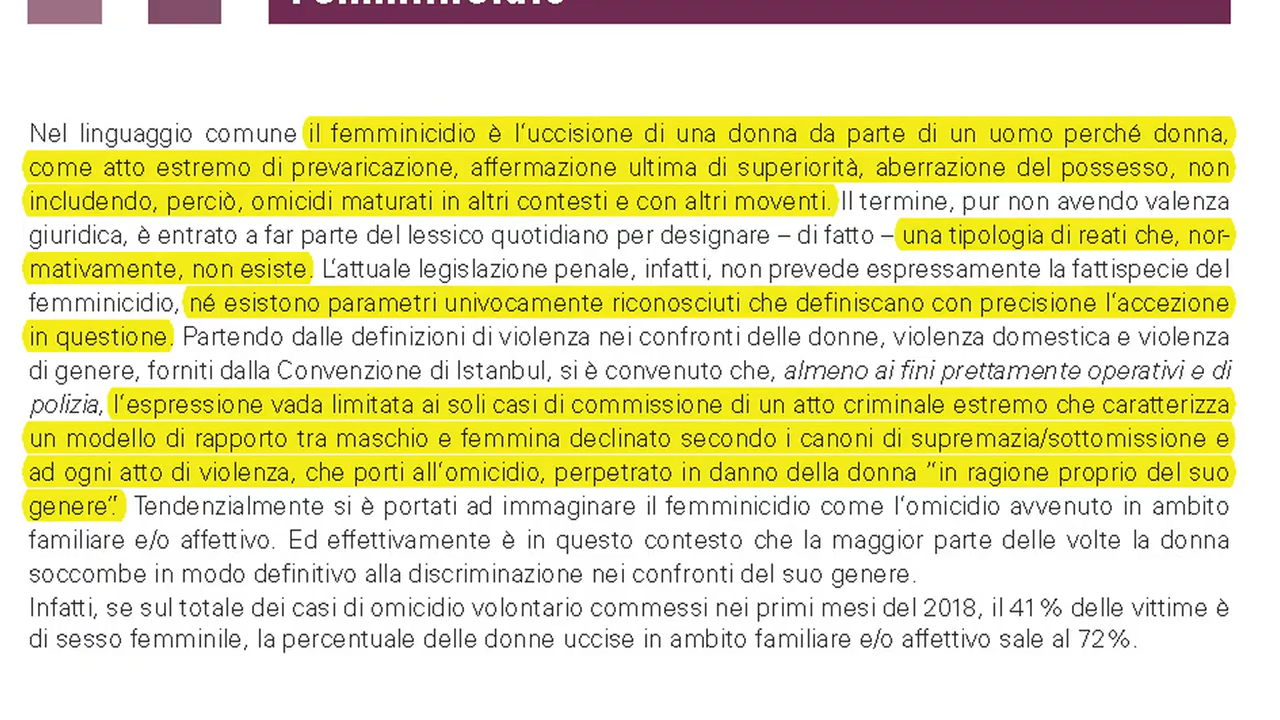 Femminicidio
Nel linguaggio comune il femminicidio è l'uccisione di una donna da parte di un uomo perché donna,
come atto estremo di prevaricazione, affermazione ultima di superiorità, aberrazione del possesso, non
includendo, perciò, omicidi maturati in altri contesti e con altri moventi. Il termine, pur non avendo valenza
giuridica, è entrato a far parte del lessico quotidiano per designare – di fatto – una tipologia di reati che, nor-
mativamente, non esiste. L'attuale legislazione penale, infatti, non prevede espressamente la fattispecie del
femminicidio, né esistono parametri univocamente riconosciuti che definiscano con precisione l'accezione
in questione. Partendo dalle definizioni di violenza nei confronti delle donne, violenza domestica e violenza
di genere, forniti dalla Convenzione di Istanbul, si è convenuto che, almeno ai fini prettamente operativi e di
polizia, l'espressione vada limitata ai soli casi di commissione di un atto criminale estremo che caratterizza
un modello di rapporto tra maschio e femmina declinato secondo i canoni di supremazia/sottomissione e
ad ogni atto di violenza, che porti all'omicidio, perpetrato in danno della donna "in ragione proprio del suo
genere". Tendenzialmente si è portati ad immaginare il femminicidio come l'omicidio avvenuto in ambito
familiare e/o affettivo. Ed effettivamente è in questo contesto che la maggior parte delle volte la donna
soccombe in modo definitivo alla discriminazione nei confronti del suo genere.
Infatti, se sul totale dei casi di omicidio volontario commessi nei primi mesi del 2018, il 41% delle vittime è
di sesso femminile, la percentuale delle donne uccise in ambito familiare e/o affettivo sale al 72%.